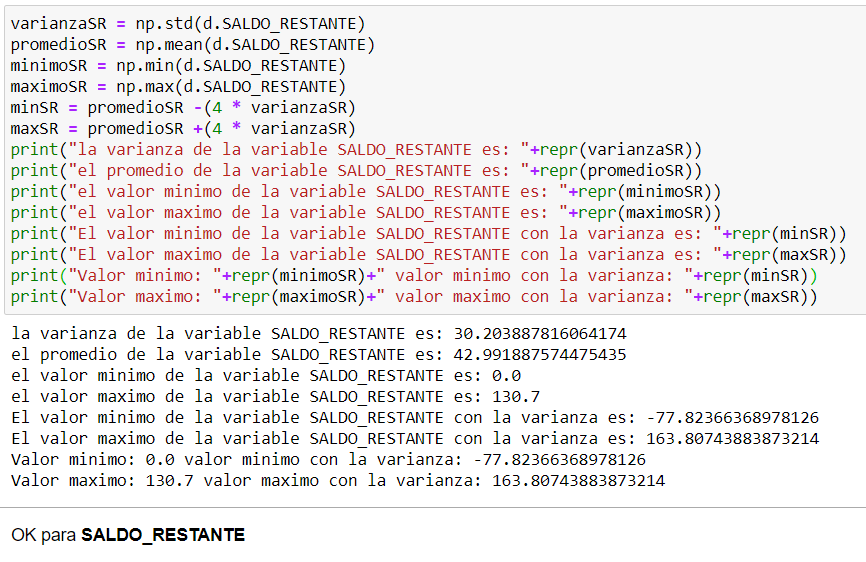 varianzaSR = np.std(d.SALDO_RESTANTE)
promedioSR = np.mean(d.SALDO_RESTANTE)
minimoSR = np.min(d.SALDO_RESTANTE)
maximoSR = np.max(d.SALDO_RESTANTE)
minSR = promedioSR -(4 * varianzaSR)
maxSR = promedioSR +(4 * varianzaSR)
print("la varianza de la variable SALDO_RESTANTE es: "+repr(varianzaSR))
print("el promedio de la variable SALDO_RESTANTE es: "+repr(promedioSR))
print("el valor minimo de la variable SALDO_RESTANTE es: "+repr(minimoSR))
print("el valor maximo de la variable SALDO_RESTANTE es: "+repr(maximoSR))
print("El valor minimo de la variable SALDO_RESTANTE con la varianza es: "+repr(minSR))
print("El valor maximo de la variable SALDO_RESTANTE con la varianza es: "+repr(maxSR))
print("Valor minimo: "+repr(minimoSR)+" valor minimo con la varianza: "+repr(minSR))
print("Valor maximo: "+repr(maximoSR)+" valor maximo con la varianza: "+repr(maxSR))
la varianza de la variable SALDO_RESTANTE es: 30.203887816064174
el promedio de la variable SALDO_RESTANTE es: 42.991887574475435
el valor minimo de la variable SALDO_RESTANTE es: 0.0
el valor maximo de la variable SALDO_RESTANTE es: 130.7
El valor minimo de la variable SALDO_RESTANTE con la varianza es: -77.82366368978126
El valor maximo de la variable SALDO_RESTANTE con la varianza es: 163.80743883873214
Valor minimo: 0.0 valor minimo con la varianza: -77.82366368978126
Valor maximo: 130.7 valor maximo con la varianza: 163.80743883873214
OK para SALDO_RESTANTE